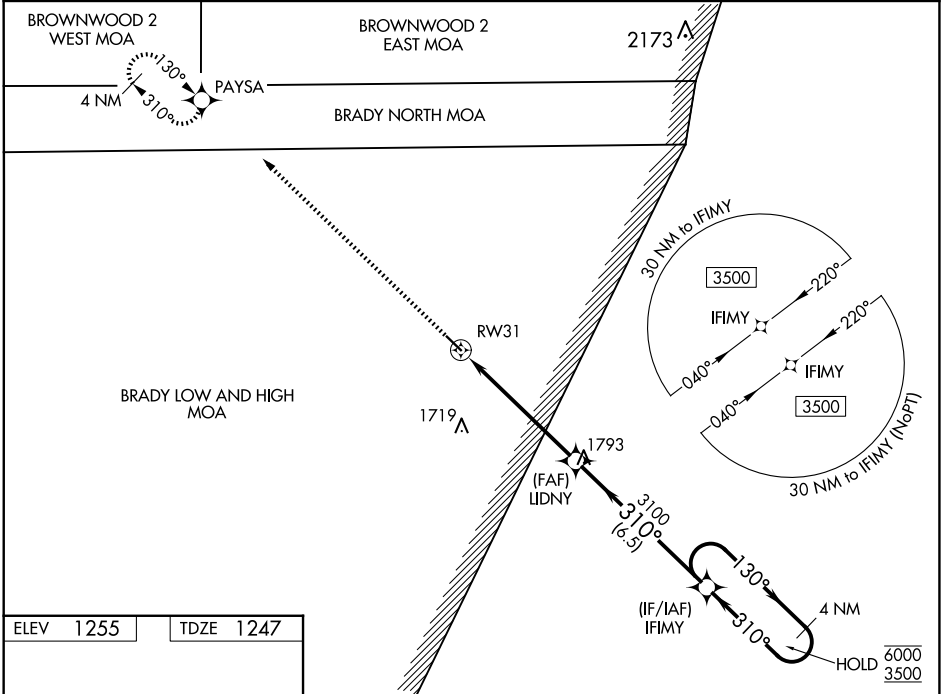 BROWNWOOD 2
WEST MOA
BROWNWOOD 2
EAST MOA
2173
130°
PAYSA
4 NM
310°
BRADY NORTH MOA
30 NM to IFIMY
3500
220°
IFIMY
040°
220°
IFIMY
040°
3500
30 NM to IFIMY (NoPT)
RW31
BRADY LOW AND HIGH
MOA
1719
1793
(FAF)
LIDNY
3100
310°
(6.5)
130°
(IF/IAF)
IFIMY
4 NM
310°
HOLD
6000
3500
ELEV 1255
TDZE 1247